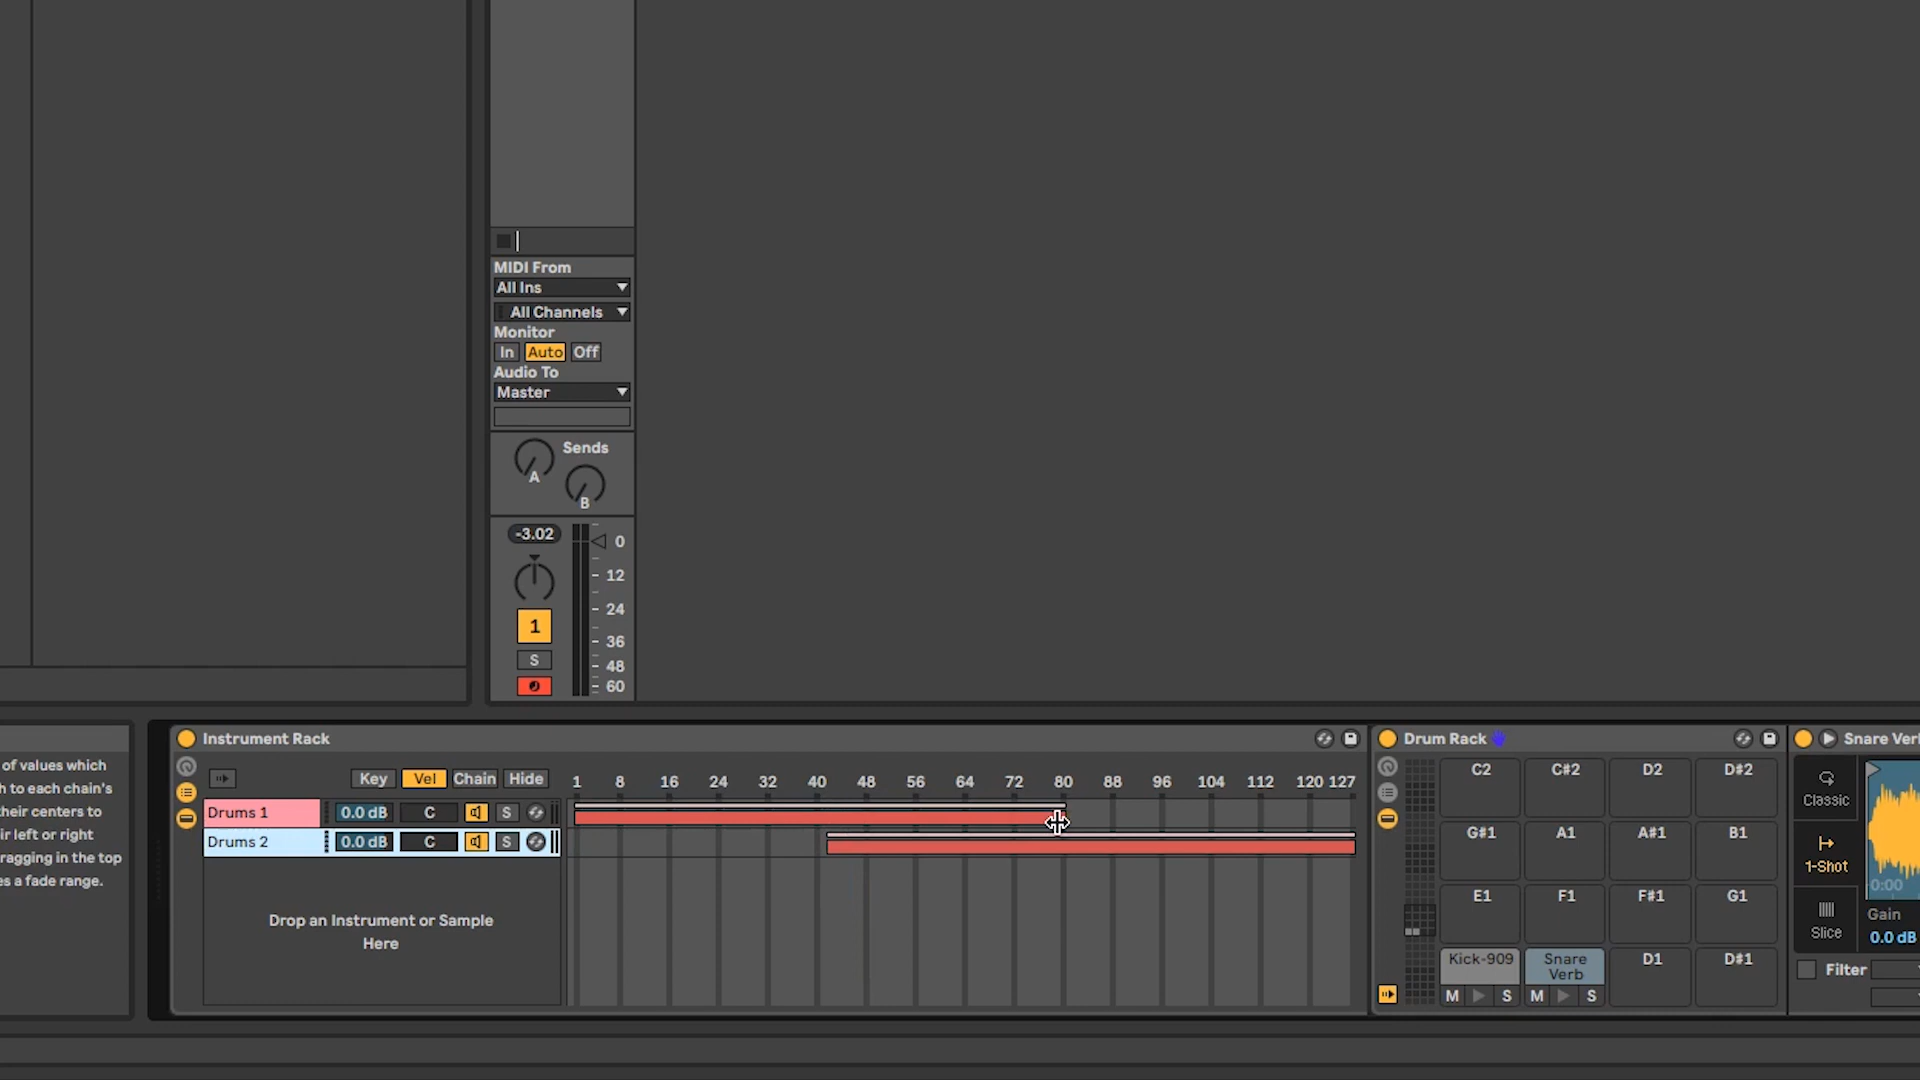 MIDI From
All Ins
All Channels
Monitor
In Auto Off
Audio To
Master
Sends
A
B
-3.02
0
12
24
36
48
60
1
S
of values which
h to each chain's
their centers to
ir left or right
ragging in the top
es a fade range.
Instrument Rack
Key Vel Chain Hide
1 8 16 24 32 40 48 56 64 72 80 88 96 104 112 120 127
Drums 1 0.0 dB C S
Drums 2 0.0 dB C S
Drop an Instrument or Sample
Here
Drum Rack
C2 C#2 D2 D#2
G#1 A1 A#1 B1
E1 F1 F#1 G1
Kick-909 Snare Verb D1 D#1
M S M S
Snare Ver
Classic
1-Shot
Slice
0:00
Gain
0.0 dB
Filter